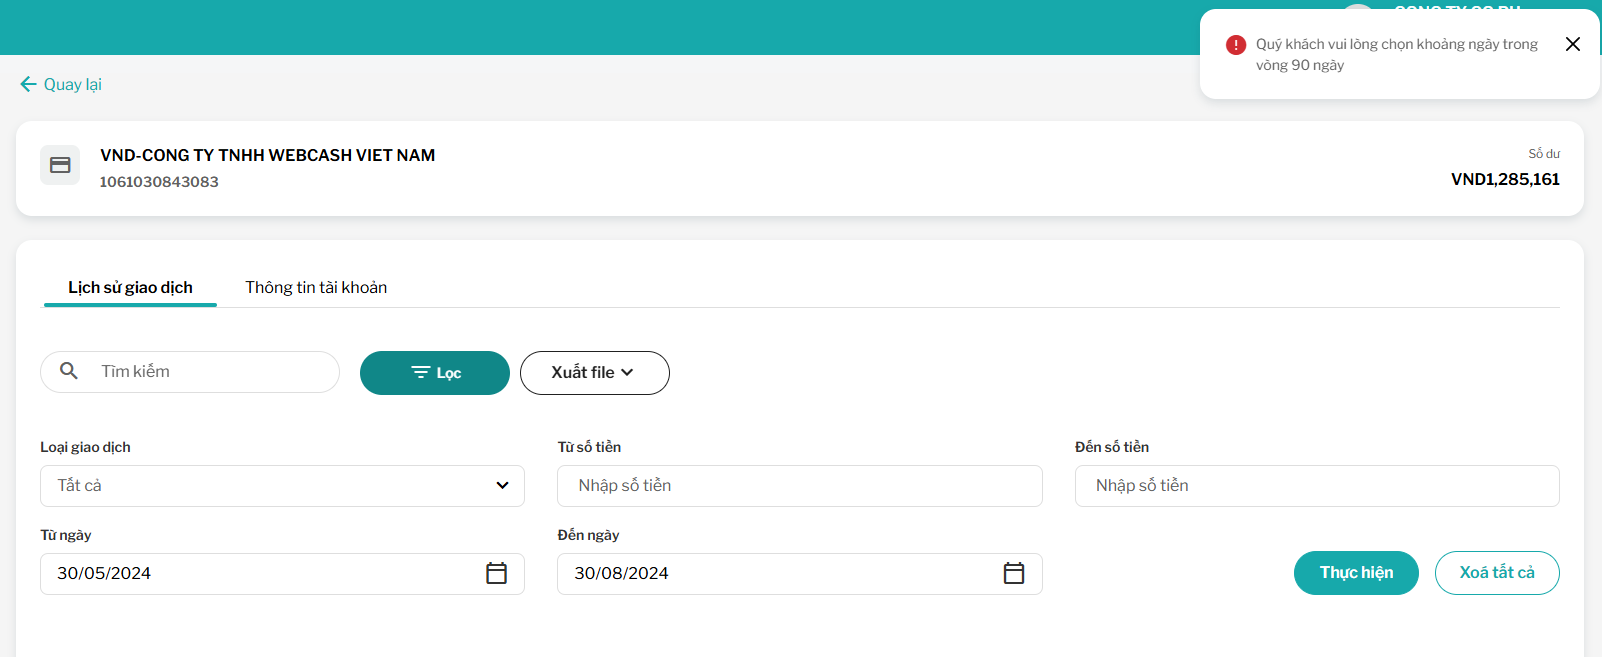 Quý khách vui lòng chọn khoảng ngày trong
vòng 90 ngày
Quay lại
VND-CONG TY TNHH WEBCASH VIET NAM
1061030843083
Số dư
VND1,285,161
Lịch sử giao dịch
Thông tin tài khoản
Tìm kiếm
Lọc
Xuất file
Loại giao dịch
Từ số tiền
Đến số tiền
Tất cả
Nhập số tiền
Nhập số tiền
Từ ngày
Đến ngày
30/05/2024
30/08/2024
Thực hiện
Xoá tất cả